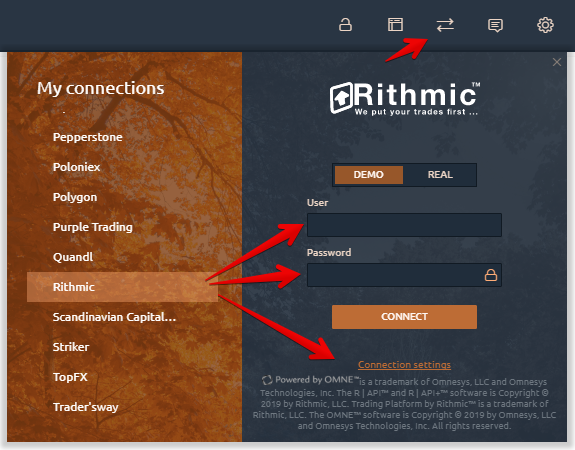 My connections
Pepperstone
Poloniex
Polygon
Purple Trading
Quandl
Rithmic
Scandinavian Capital...
Striker
TopFX
Trader'sway
Rithmic™
We put your trades first ...
DEMO REAL
User
Password
CONNECT
Connection settings
Powered by OMNE™ is a trademark of Omnesys, LLC and Omnesys
Technologies, Inc. The R | API™ and R | API+™ software is Copyright ©
2019 by Rithmic, LLC. Trading Platform by Rithmic™ is a trademark of
Rithmic, LLC. The OMNE™ software is Copyright © 2019 by Omnesys, LLC
and Omnesys Technologies, Inc. All rights reserved.